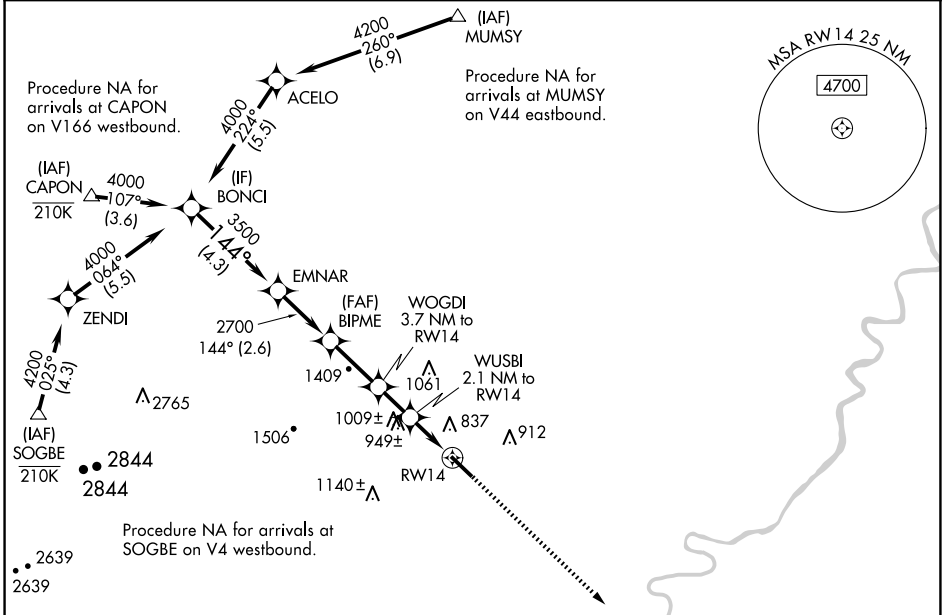 (IAF)
MUMSY
4200
260°
(6.9)
MSA RW14 25 NM
4700
Procedure NA for
arrivals at CAPON
on V166 westbound.
ACELO
Procedure NA for
arrivals at MUMSY
on V44 eastbound.
4000
224°
(5.5)
(IAF)
CAPON
210K
4000
107°
(3.6)
(IF)
BONCI
3500
144°
(4.3)
4000
064°
(5.5)
ZENDI
EMNAR
2700
144° (2.6)
(FAF)
BIPME
WOGDI
3.7 NM to
RW14
4200
025°
(4.3)
1409
1061
WUSBI
2.1 NM to
RW14
2765
(IAF)
SOGBE
210K
1506
1009±
949±
837
912
2844
2844
RW14
1140±
Procedure NA for arrivals at
SOGBE on V4 westbound.
2639
2639